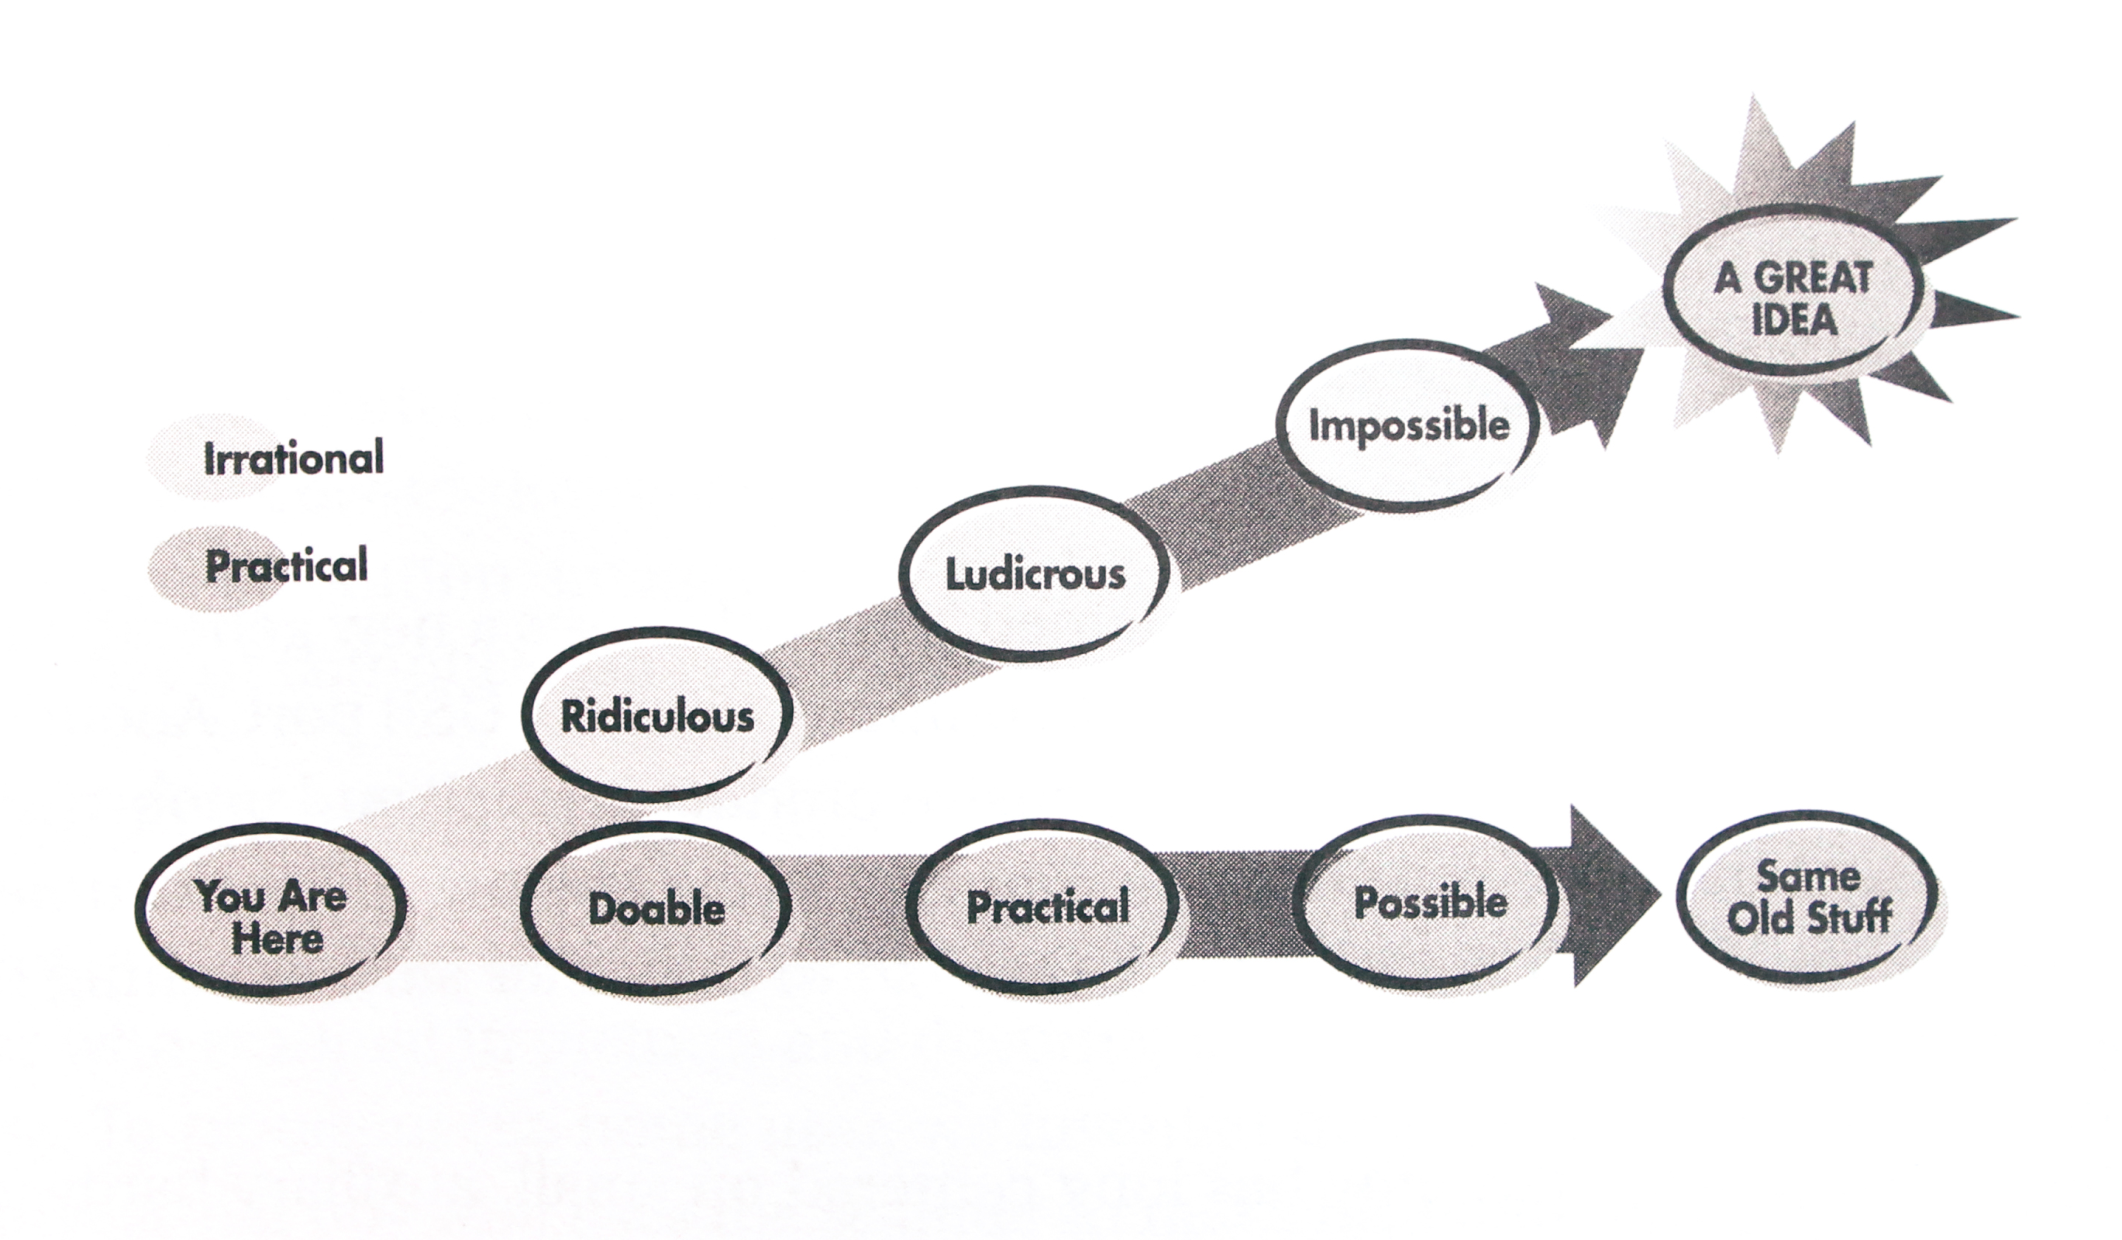 A GREAT
IDEA
Impossible
Irrational
Practical
Ludicrous
Ridiculous
You Are
Here
Doable
Practical
Possible
Same
Old Stuff